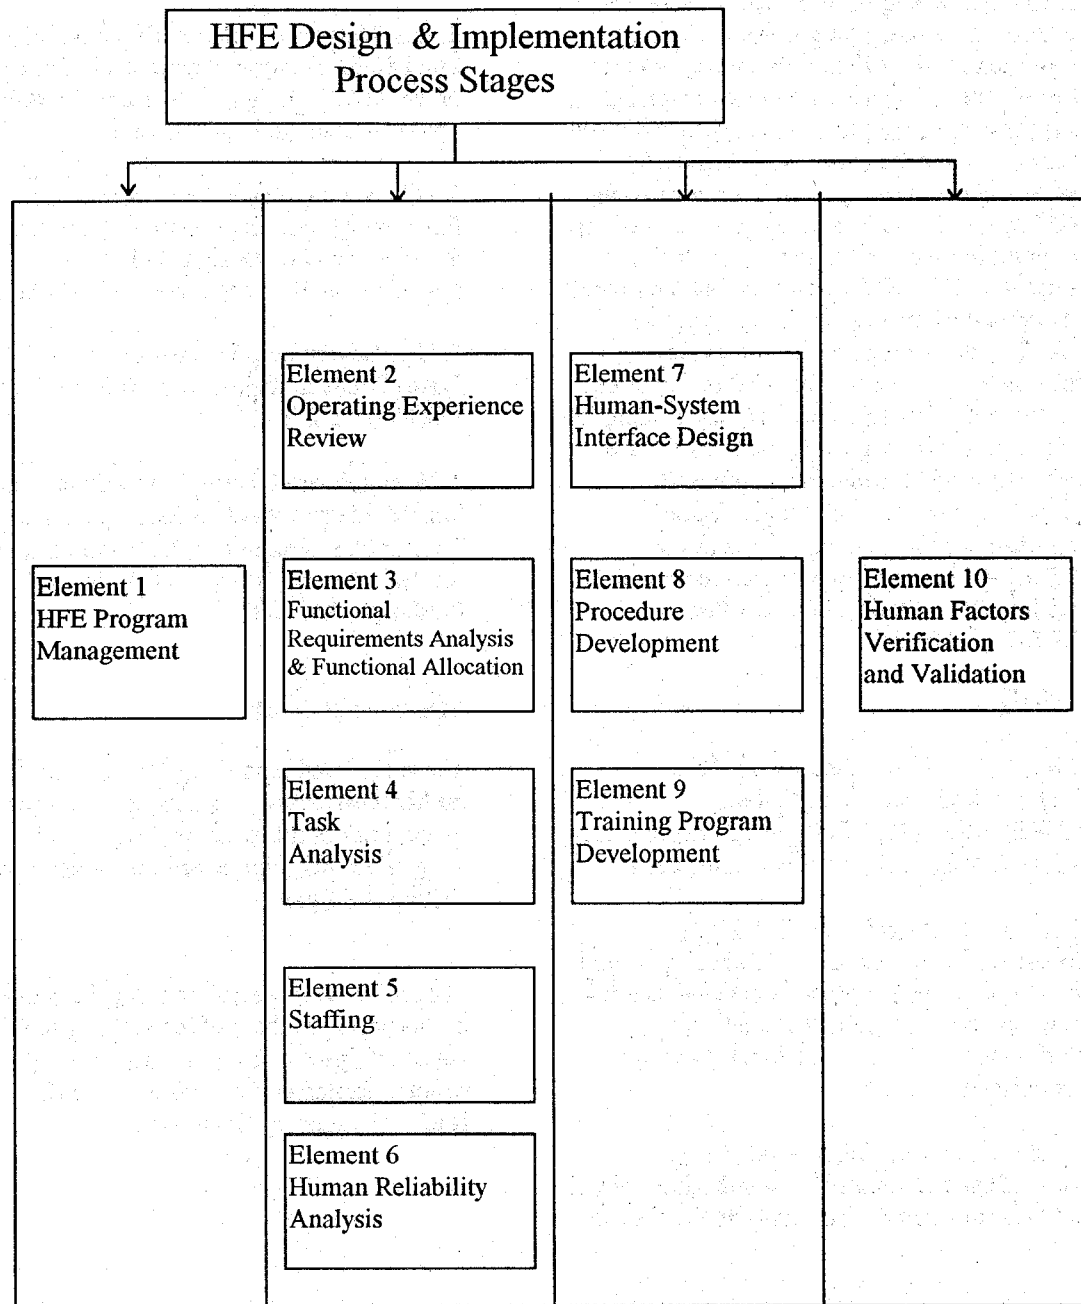 HFE Design & Implementation
Process Stages
Element 1
HFE Program
Management
Element 2
Operating Experience
Review
Element 3
Functional
Requirements Analysis
& Functional Allocation
Element 4
Task
Analysis
Element 5
Staffing
Element 6
Human Reliability
Analysis
Element 7
Human-System
Interface Design
Element 8
Procedure
Development
Element 9
Training Program
Development
Element 10
Human Factors
Verification
and Validation